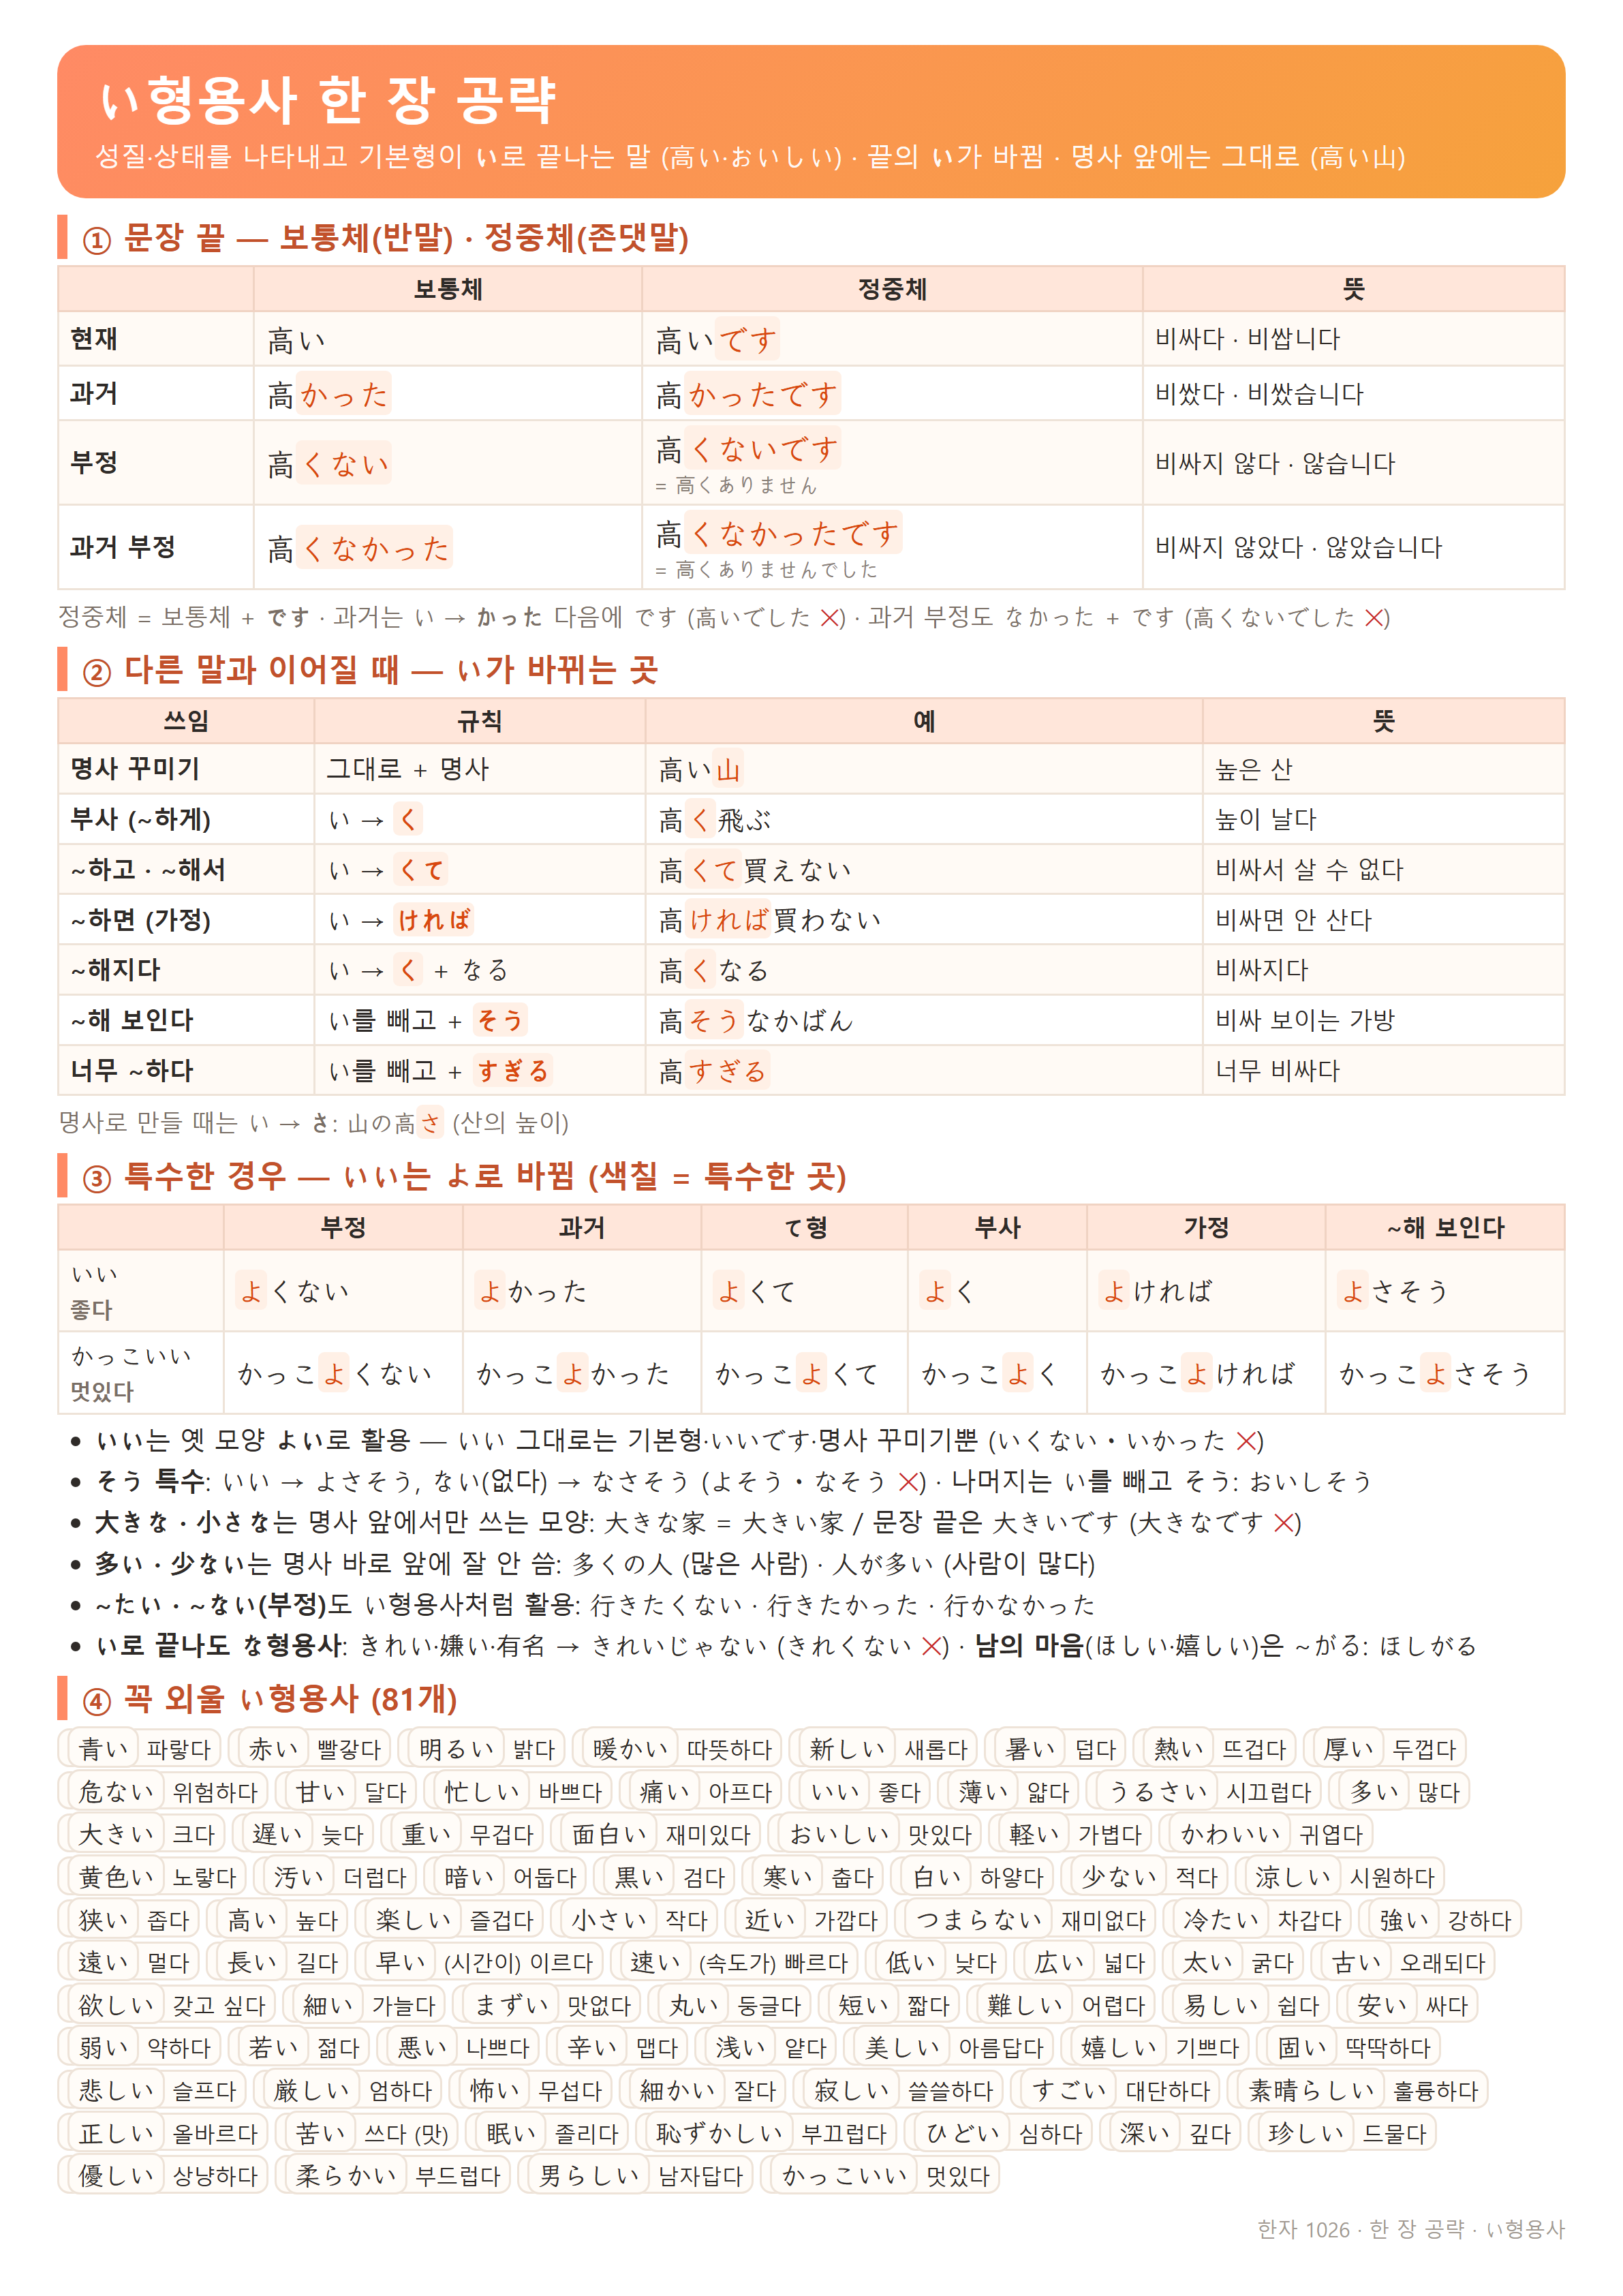 い형용사 한 장 공략
성질·상태를 나타내고 기본형이 い로 끝나는 말 (高い·おいしい) · 끝의 い가 바뀜 · 명사 앞에는 그대로 (高い山)
① 문장 끝 — 보통체(반말) · 정중체(존댓말)
보통체 정중체 뜻
현재 高い 高いです 비싸다 · 비쌉니다
과거 高かった 高かったです 비쌌다 · 비쌌습니다
부정 高くない 高くないです 비싸지 않다 · 않습니다
= 高くありません
과거 부정 高くなかった 高くなかったです 비싸지 않았다 · 않았습니다
= 高くありませんでした
정중체 = 보통체 + です · 과거는 い → かった 다음에 です (高いでした ✕) · 과거 부정도 なかった + です (高くないでした ✕)
② 다른 말과 이어질 때 — い가 바뀌는 곳
쓰임 규칙 예 뜻
명사 꾸미기 그대로 + 명사 高い山 높은 산
부사 (~하게) い → く 高く飛ぶ 높이 날다
~하고 · ~해서 い → くて 高くて買えない 비싸서 살 수 없다
~하면 (가정) い → ければ 高ければ買わない 비싸면 안 산다
~해지다 い → く + なる 高くなる 비싸지다
~해 보인다 い를 빼고 + そう 高そうなかばん 비싸 보이는 가방
너무 ~하다 い를 빼고 + すぎる 高すぎる 너무 비싸다
명사로 만들 때는 い → さ: 山の高さ (산의 높이)
③ 특수한 경우 — いい는 よ로 바뀜 (색칠 = 특수한 곳)
부정 과거 て형 부사 가정 ~해 보인다
いい 좋다 よくない よかった よくて よく よければ よさそう
かっこいい 멋있다 かっこよくない かっこよかった かっこよくて かっこよく かっこよければ かっこよさそう
• いい는 옛 모양 よい로 활용 — いい 그대로는 기본형·いいです·명사 꾸미기뿐 (いくない・いかった ✕)
• そう 특수: いい → よさそう, ない(없다) → なさそう (よそう・なそう ✕) · 나머지는 い를 빼고 そう: おいしそう
• 大きな · 小さな는 명사 앞에서만 쓰는 모양: 大きな家 = 大きい家 / 문장 끝은 大きいです (大きなです ✕)
• 多い · 少ない는 명사 바로 앞에 잘 안 씀: 多くの人 (많은 사람) · 人が多い (사람이 많다)
• ~たい · ~ない(부정)도 い형용사처럼 활용: 行きたくない · 行きたかった · 行かなかった
• い로 끝나도 な형용사: きれい·嫌い·有名 → きれいじゃない (きれくない ✕) · 남의 마음(ほしい·嬉しい)은 ~がる: ほしがる
④ 꼭 외울 い형용사 (81개)
青い 파랗다 赤い 빨갛다 明るい 밝다 暖かい 따뜻하다 新しい 새롭다 暑い 덥다 熱い 뜨겁다 厚い 두껍다
危ない 위험하다 甘い 달다 忙しい 바쁘다 痛い 아프다 いい 좋다 薄い 얇다 うるさい 시끄럽다 多い 많다
大きい 크다 遅い 늦다 重い 무겁다 面白い 재미있다 おいしい 맛있다 軽い 가볍다 かわいい 귀엽다
黄色い 노랗다 汚い 더럽다 暗い 어둡다 黒い 검다 寒い 춥다 白い 하얗다 少ない 적다 涼しい 시원하다
狭い 좁다 高い 높다 楽しい 즐겁다 小さい 작다 近い 가깝다 つまらない 재미없다 冷たい 차갑다 強い 강하다
遠い 멀다 長い 길다 早い (시간이) 이르다 速い (속도가) 빠르다 低い 낮다 広い 넓다 太い 굵다 古い 오래되다
欲しい 갖고 싶다 細い 가늘다 まずい 맛없다 丸い 둥글다 短い 짧다 難しい 어렵다 易しい 쉽다 安い 싸다
弱い 약하다 若い 젊다 悪い 나쁘다 辛い 맵다 浅い 얕다 美しい 아름답다 嬉しい 기쁘다 固い 딱딱하다
悲しい 슬프다 厳しい 엄하다 怖い 무섭다 細かい 잘다 寂しい 쓸쓸하다 すごい 대단하다 素晴らしい 훌륭하다
正しい 올바르다 苦い 쓰다 (맛) 眠い 졸리다 恥ずかしい 부끄럽다 ひどい 심하다 深い 깊다 珍しい 드물다
優しい 상냥하다 柔らかい 부드럽다 男らしい 남자답다 かっこいい 멋있다
한자 1026 · 한 장 공략 · い형용사